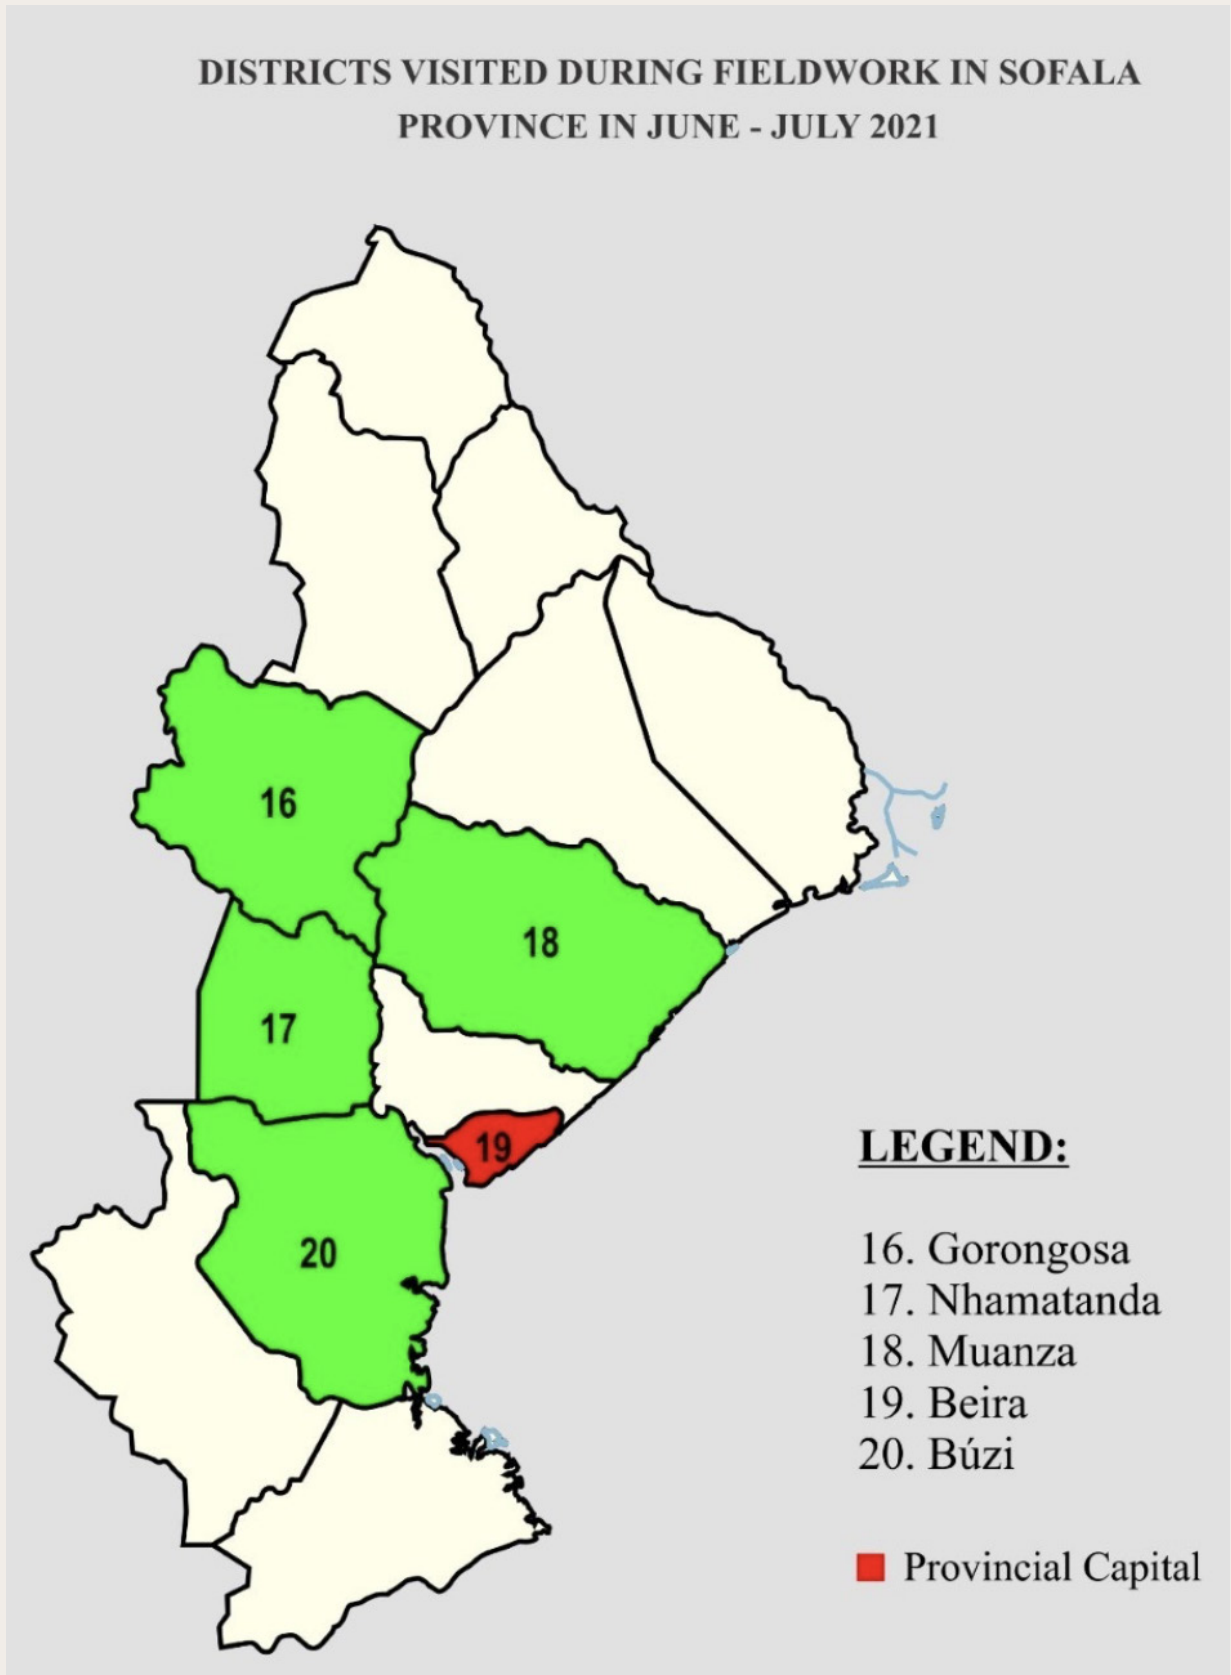 DISTRICTS VISITED DURING FIELDWORK IN SOFALA
PROVINCE IN JUNE - JULY 2021
16
18
17
19
20
LEGEND:
16. Gorongosa
17. Nhamatanda
18. Muanza
19. Beira
20. Búzi
Provincial Capital